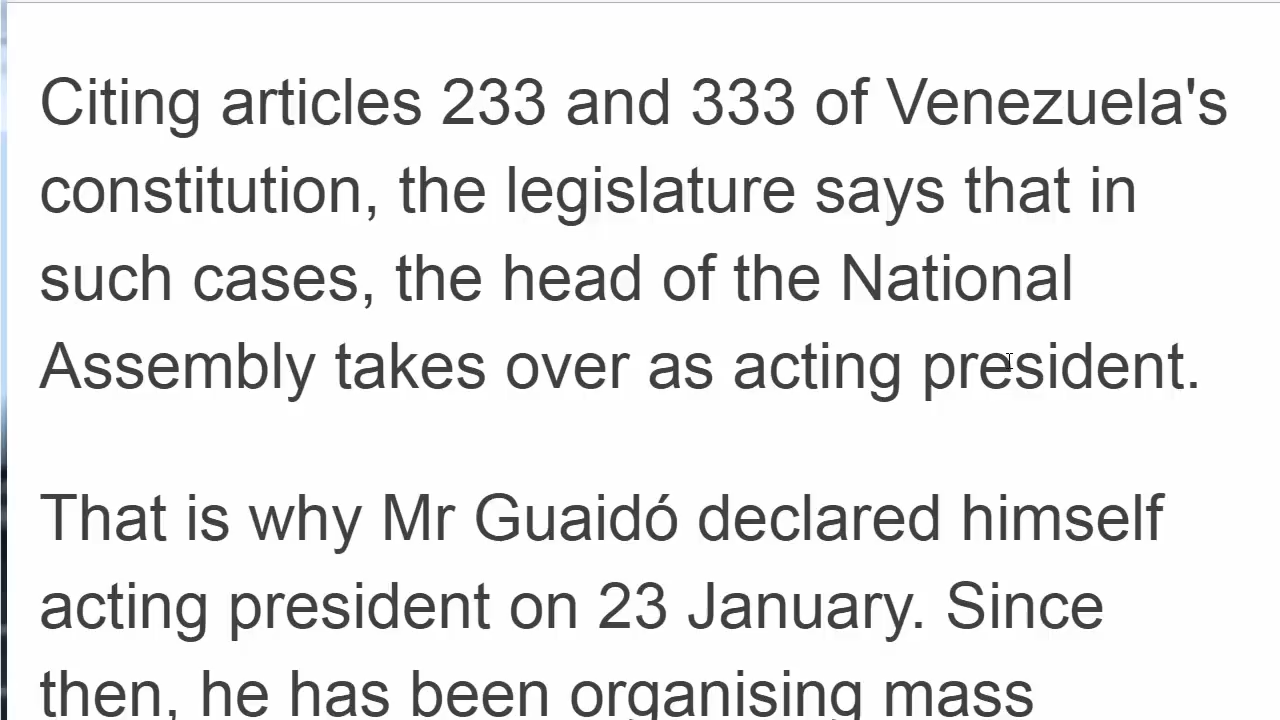 Citing articles 233 and 333 of Venezuela's
constitution, the legislature says that in
such cases, the head of the National
Assembly takes over as acting president.
That is why Mr Guaidó declared himself
acting president on 23 January. Since
then, he has been organising mass